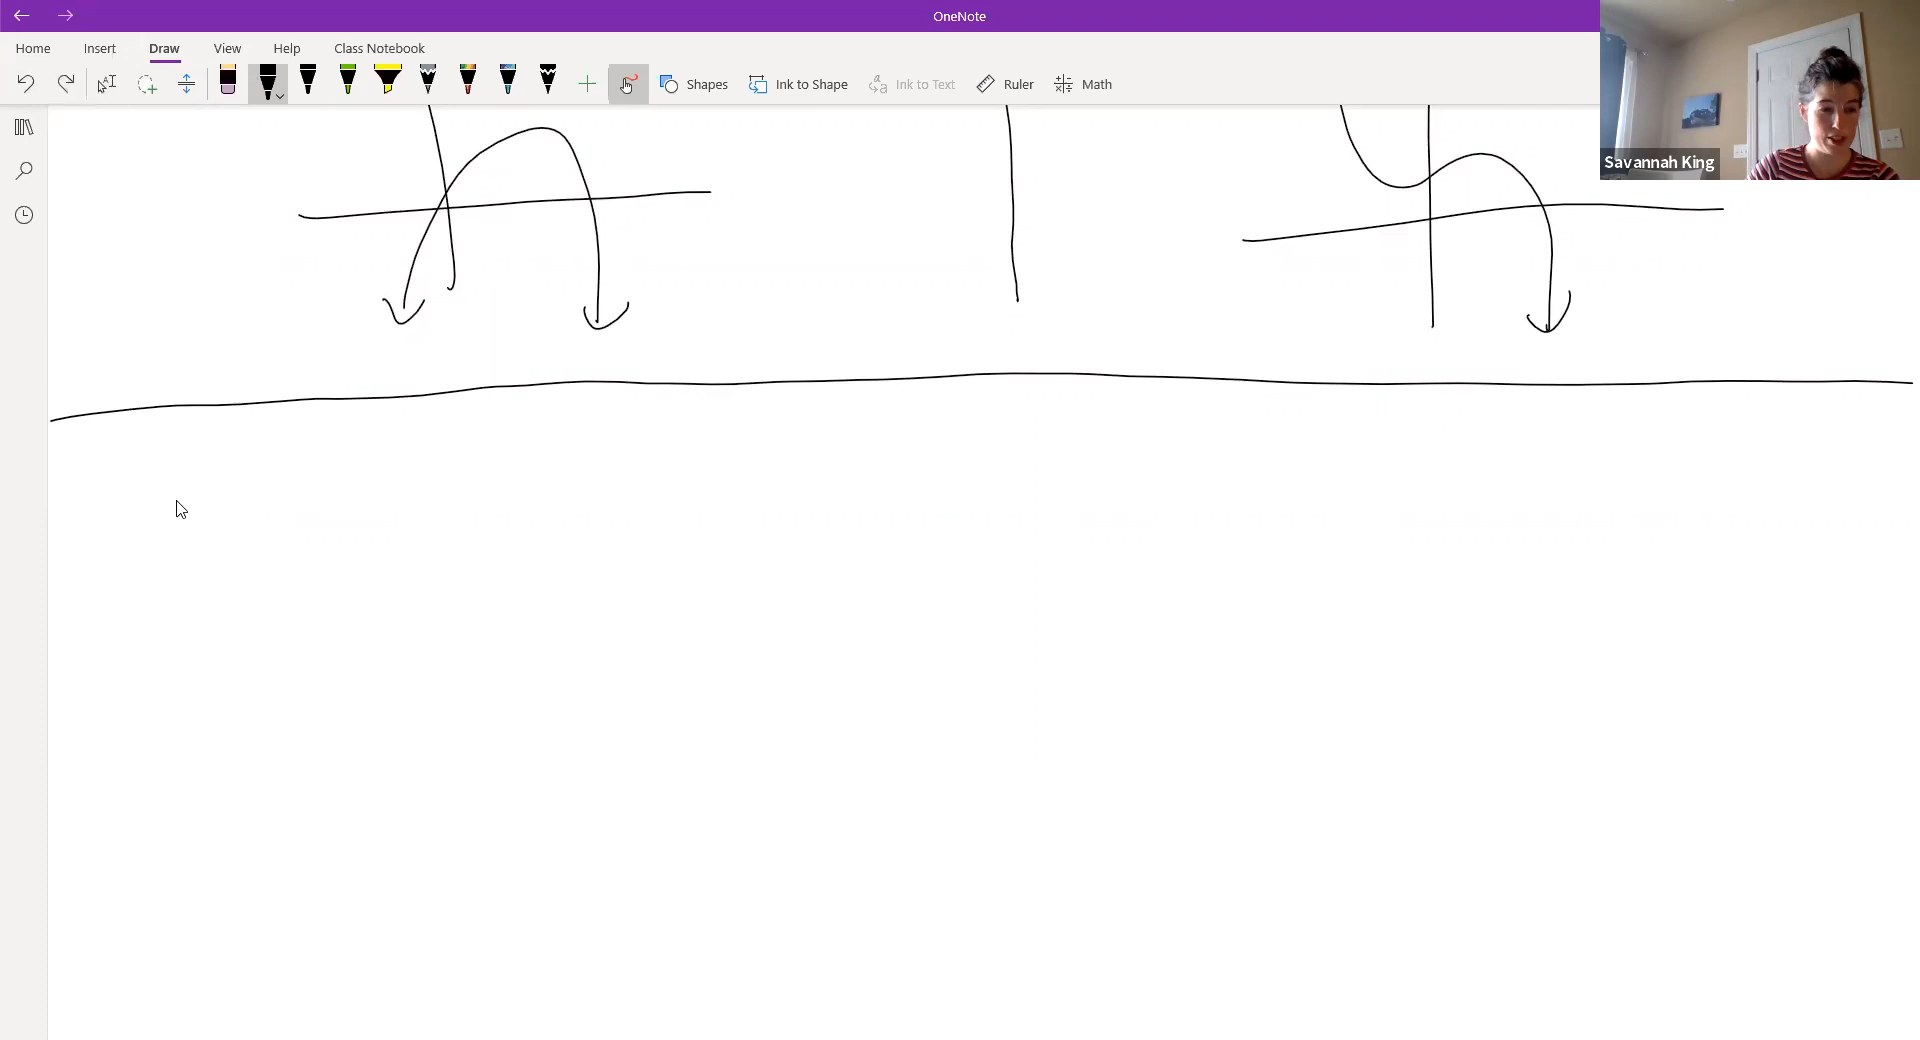 OneNote
Home Insert Draw View Help Class Notebook
Shapes Ink to Shape Ink to Text Ruler Math
Savannah King